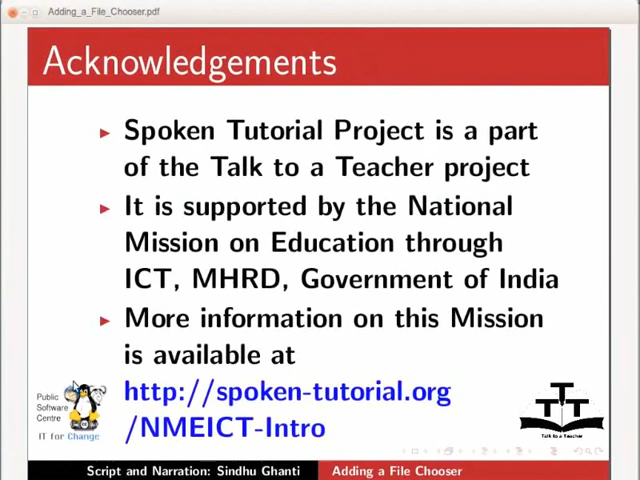 Adding_a_File_Chooser.pdf
Acknowledgements
Spoken Tutorial Project is a part
of the Talk to a Teacher project
It is supported by the National
Mission on Education through
ICT, MHRD, Government of India
More information on this Mission
is available at
http://spoken-tutorial.org
/NMEICT-Intro
Public
Software
Centre
IT for Change
T T T
Talk to a Teacher
Script and Narration: Sindhu Ghanti
Adding a File Chooser